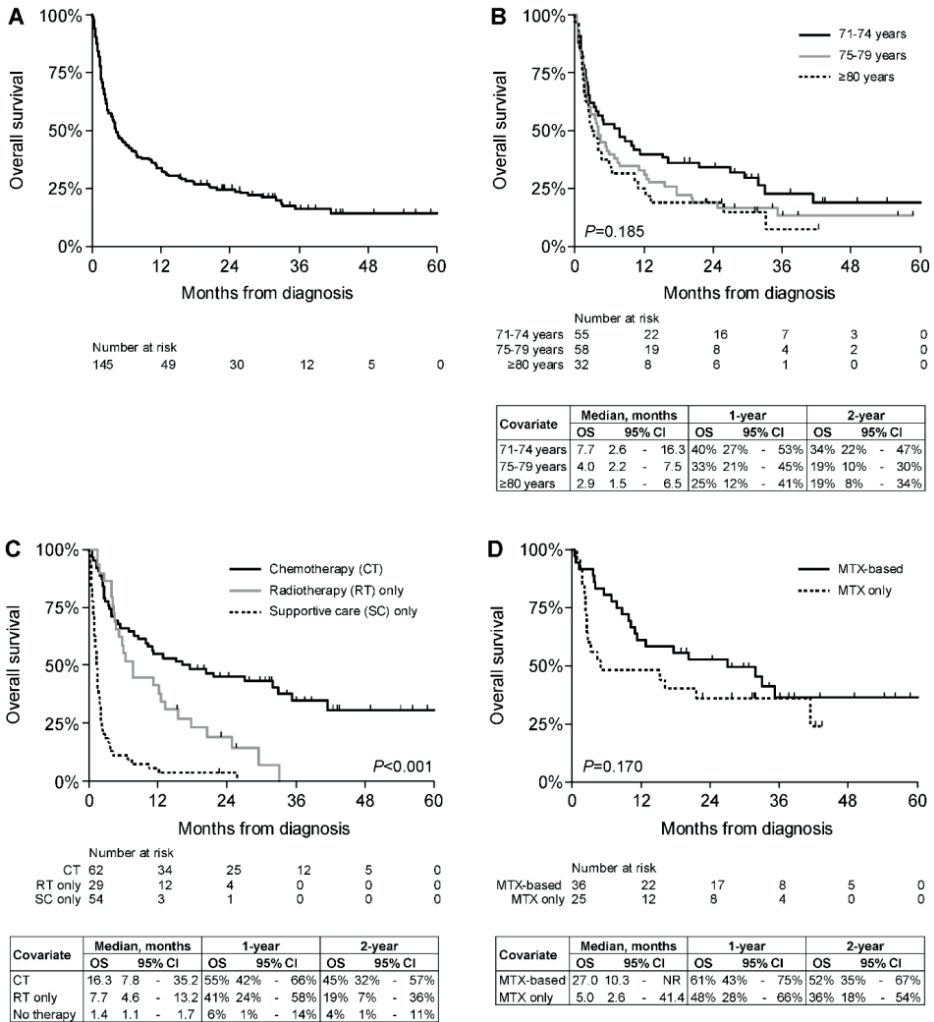 A
100%
75%
50%
25%
0%
Overall survival
0 12 24 36 48 60
Months from diagnosis
Number at risk
145 49 30 12 5 0
B
100%
75%
50%
25%
0%
Overall survival
71-74 years
75-79 years
≥80 years
P=0.185
0 12 24 36 48 60
Months from diagnosis
Number at risk
71-74 years 55 22 16 7 3 0
75-79 years 58 19 8 4 2 0
≥80 years 32 8 6 1 0 0
Covariate Median, months 1-year 2-year
OS 95% CI OS 95% CI OS 95% CI
71-74 years 7.7 2.6 - 16.3 40% 27% - 53% 34% 22% - 47%
75-79 years 4.0 2.2 - 7.5 33% 21% - 45% 19% 10% - 30%
≥80 years 2.9 1.5 - 6.5 25% 12% - 41% 19% 8% - 34%
C
100%
75%
50%
25%
0%
Overall survival
Chemotherapy (CT)
Radiotherapy (RT) only
Supportive care (SC) only
P<0.001
0 12 24 36 48 60
Months from diagnosis
Number at risk
CT 62 34 25 12 5 0
RT only 29 12 4 0 0 0
SC only 54 3 1 0 0 0
Covariate Median, months 1-year 2-year
OS 95% CI OS 95% CI OS 95% CI
CT 16.3 7.8 - 35.2 55% 42% - 66% 45% 32% - 57%
RT only 7.7 4.6 - 13.2 41% 24% - 58% 19% 7% - 36%
No therapy 1.4 1.1 - 1.7 6% 1% - 14% 4% 1% - 11%
D
100%
75%
50%
25%
0%
Overall survival
MTX-based
MTX only
P=0.170
0 12 24 36 48 60
Months from diagnosis
Number at risk
MTX-based 36 22 17 8 5 0
MTX only 25 12 8 4 0 0
Covariate Median, months 1-year 2-year
OS 95% CI OS 95% CI OS 95% CI
MTX-based 27.0 10.3 - NR 61% 43% - 75% 52% 35% - 67%
MTX only 5.0 2.6 - 41.4 48% 28% - 66% 36% 18% - 54%